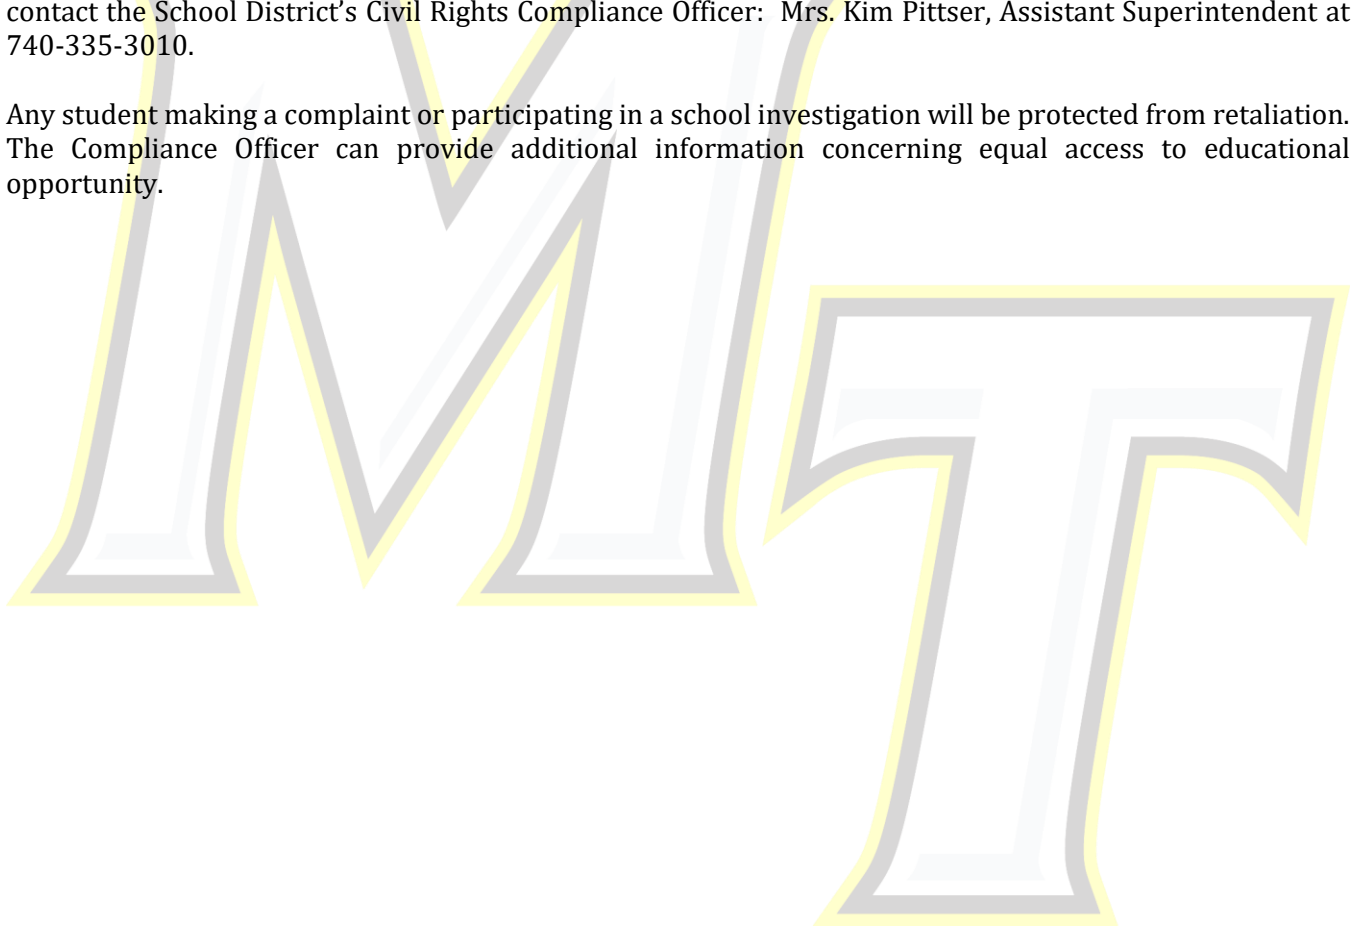 contact the School District’s Civil Rights Compliance Officer:  Mrs. Kim Pittser, Assistant Superintendent at
740-335-3010.
Any student making a complaint or participating in a school investigation will be protected from retaliation.
The Compliance Officer can provide additional information concerning equal access to educational
opportunity.
MT